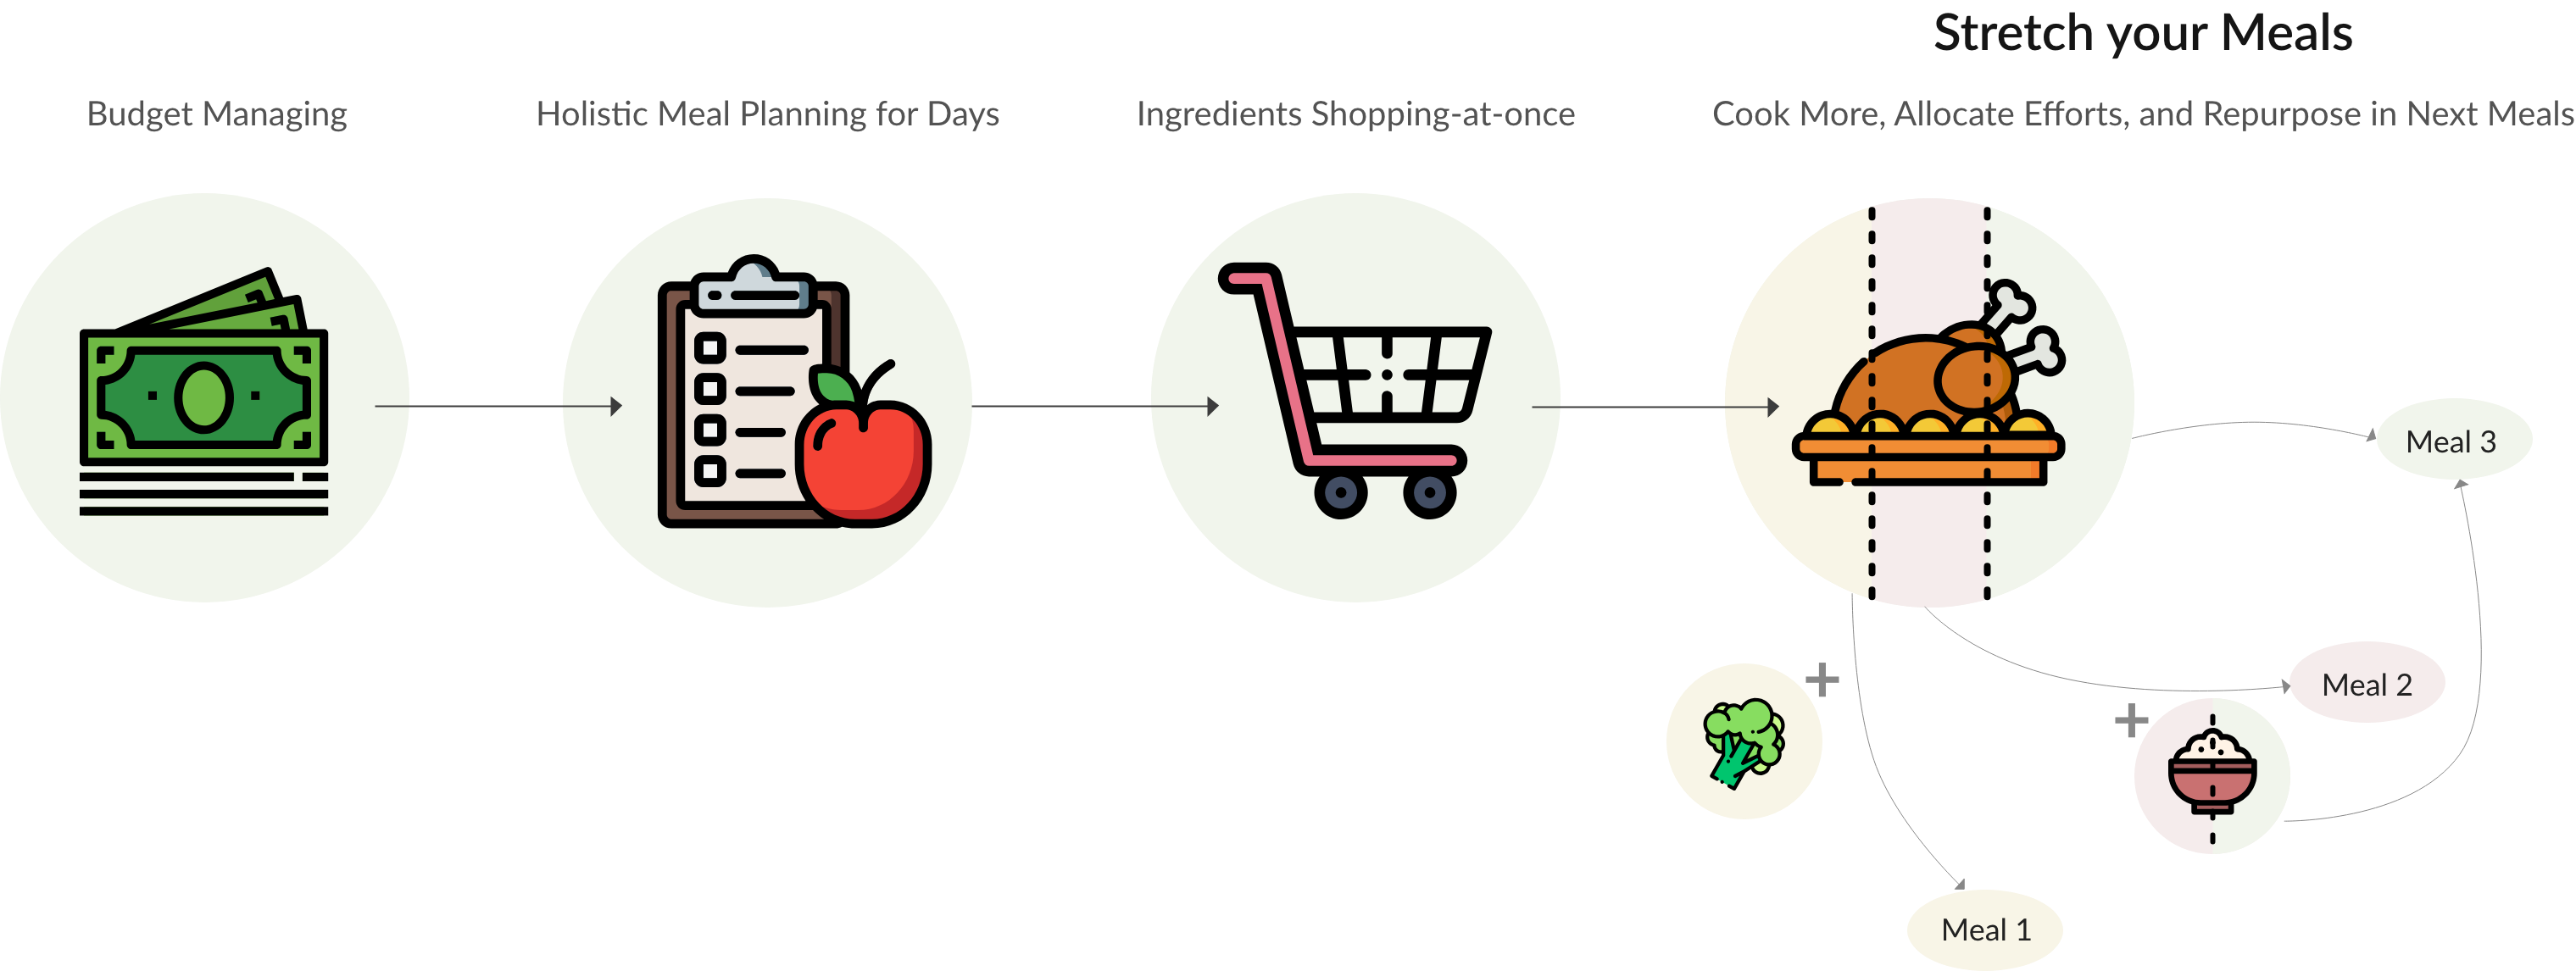 Stretch your Meals
Budget Managing
Holistic Meal Planning for Days
Ingredients Shopping-at-once
Cook More, Allocate Efforts, and Repurpose in Next Meals
Meal 3
Meal 2
Meal 1